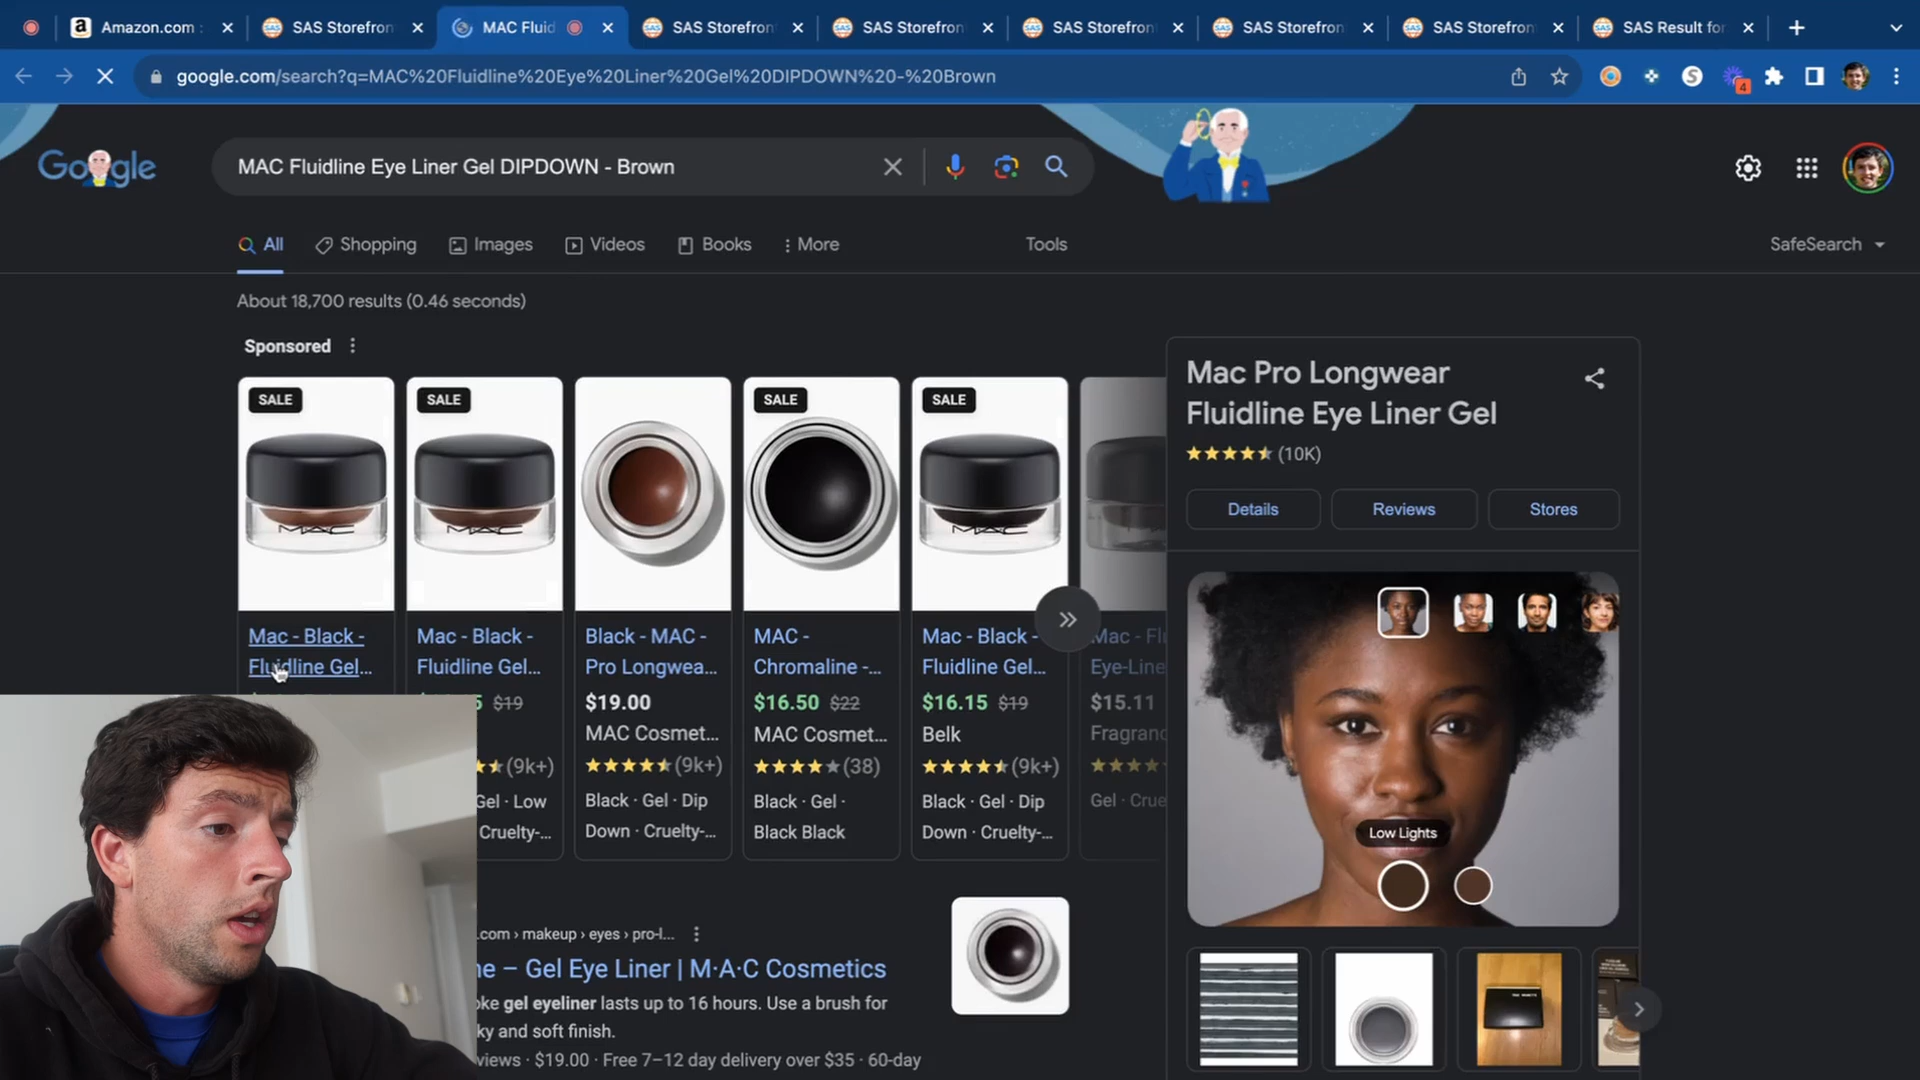 Amazon.com :
SAS Storefron
MAC Fluid
SAS Storefron
SAS Storefron
SAS Storefron
SAS Storefron
SAS Storefron
SAS Result for
google.com/search?q=MAC%20Fluidline%20Eye%20Liner%20Gel%20DIPDOWN%20-%20Brown
4
Google
MAC Fluidline Eye Liner Gel DIPDOWN - Brown
All
Shopping
Images
Videos
Books
More
Tools
SafeSearch
About 18,700 results (0.46 seconds)
Sponsored
SALE
SALE
SALE
SALE
MAC
MAC
MAC
Mac - Black -
Fluidline Gel...
Mac - Black -
Fluidline Gel...
5 $19
(9k+)
Gel · Low
Cruelty-...
Black - MAC -
Pro Longwea...
$19.00
MAC Cosmet...
(9k+)
Black · Gel · Dip
Down · Cruelty-...
MAC -
Chromaline -...
$16.50 $22
MAC Cosmet...
(38)
Black · Gel ·
Black Black
Mac - Black -
Fluidline Gel...
$16.15 $19
Belk
(9k+)
Black · Gel · Dip
Down · Cruelty-...
Mac - Fl
Eye-Line
$15.11
Fragran
Gel · Crue
Mac Pro Longwear
Fluidline Eye Liner Gel
(10K)
Details
Reviews
Stores
Low Lights
.com › makeup › eyes › pro-l...
ne – Gel Eye Liner | M·A·C Cosmetics
oke gel eyeliner lasts up to 16 hours. Use a brush for
ky and soft finish.
views · $19.00 · Free 7–12 day delivery over $35 · 60-day